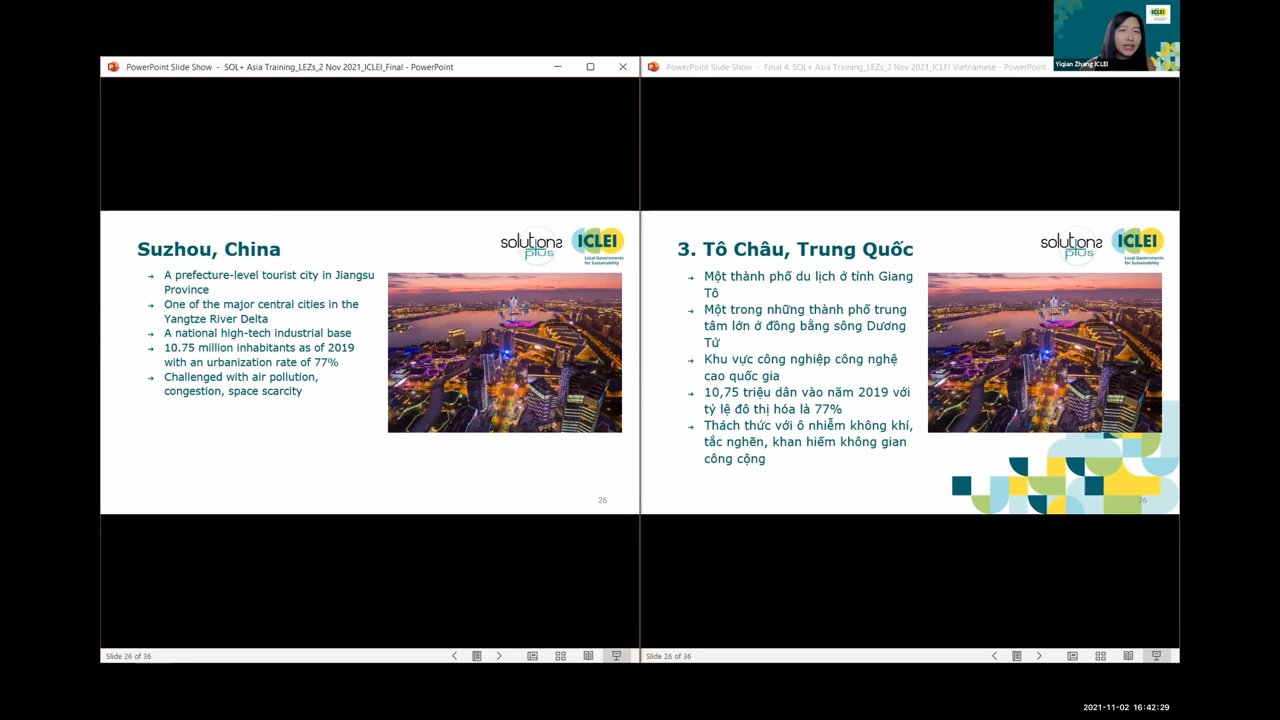 ICLEI
Yiqian Zhang ICLEI
PowerPoint Slide Show - SOL+ Asia Training_LEZs_2 Nov 2021_ICLEI_Final - PowerPoint
PowerPoint Slide Show - Final 4. SOL+ Asia Training_LEZs_2 Nov 2021_ICLEI Vietnamese - PowerPoint
Suzhou, China
solutions
plus
ICLEI
Local Governments
for Sustainability
→ A prefecture-level tourist city in Jiangsu
Province
→ One of the major central cities in the
Yangtze River Delta
→ A national high-tech industrial base
→ 10.75 million inhabitants as of 2019
with an urbanization rate of 77%
→ Challenged with air pollution,
congestion, space scarcity
26
Slide 26 of 36
3. Tô Châu, Trung Quốc
solutions
plus
ICLEI
Local Governments
for Sustainability
→ Một thành phố du lịch ở tỉnh Giang
Tô
→ Một trong những thành phố trung
tâm lớn ở đồng bằng sông Dương
Tử
→ Khu vực công nghiệp công nghệ
cao quốc gia
→ 10,75 triệu dân vào năm 2019 với
tỷ lệ đô thị hóa là 77%
→ Thách thức với ô nhiễm không khí,
tắc nghẽn, khan hiếm không gian
công cộng
26
Slide 26 of 36
2021-11-02 16:42:29